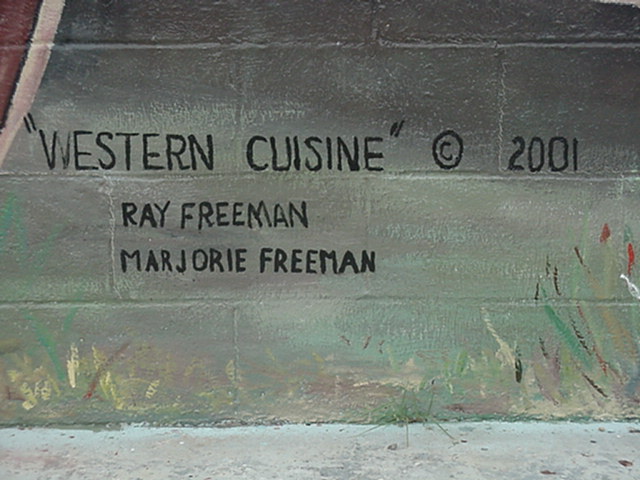 "WESTERN CUISINE" © 2001
RAY FREEMAN
MARJORIE FREEMAN